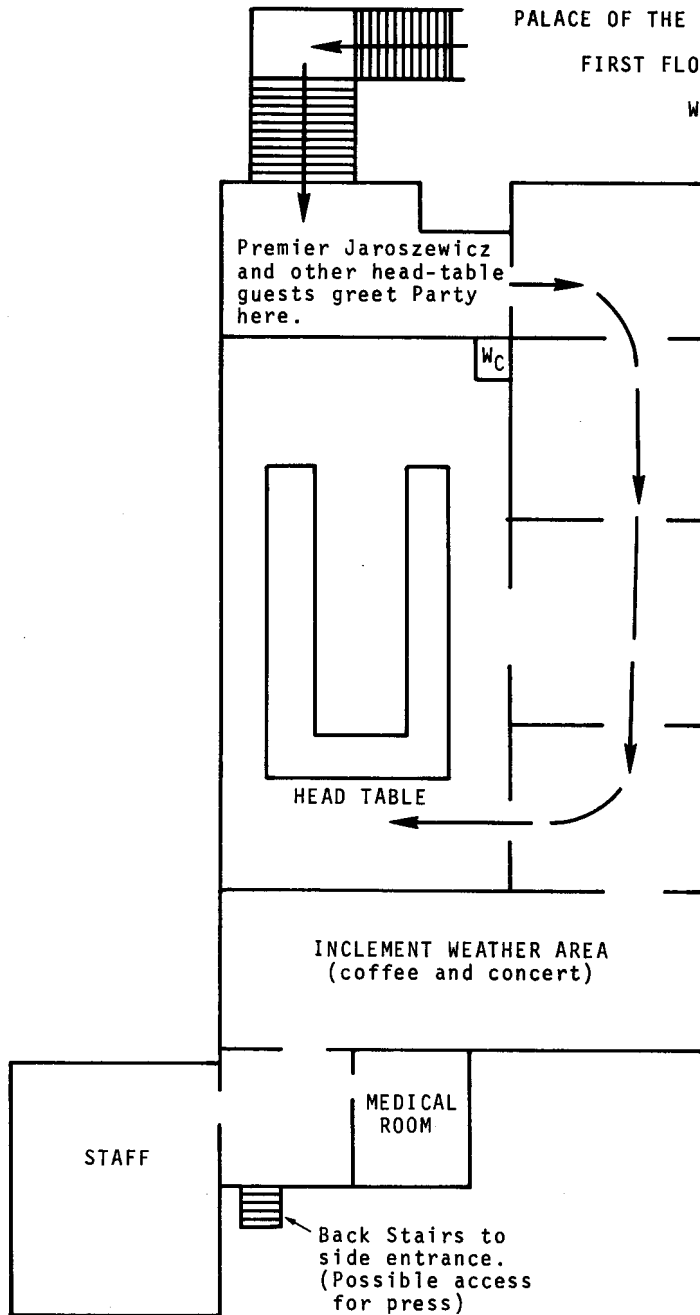 PALACE OF THE
FIRST FLO
W
Premier Jaroszewicz
and other head-table
guests greet Party
here.
WC
HEAD TABLE
INCLEMENT WEATHER AREA
(coffee and concert)
MEDICAL
ROOM
STAFF
Back Stairs to
side entrance.
(Possible access
for press)